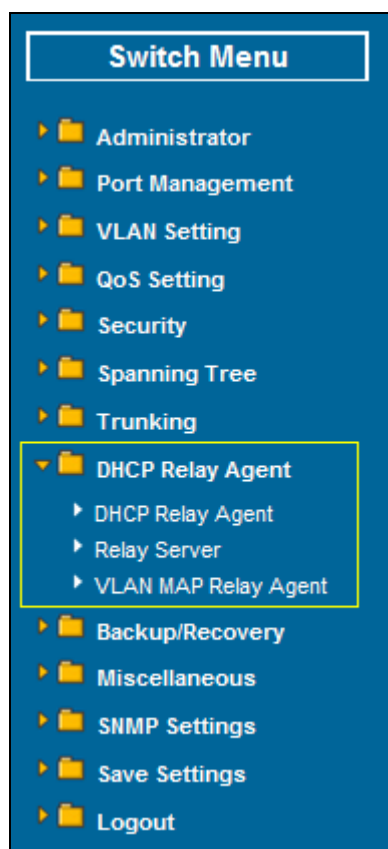 Switch Menu
Administrator
Port Management
VLAN Setting
QoS Setting
Security
Spanning Tree
Trunking
DHCP Relay Agent
DHCP Relay Agent
Relay Server
VLAN MAP Relay Agent
Backup/Recovery
Miscellaneous
SNMP Settings
Save Settings
Logout